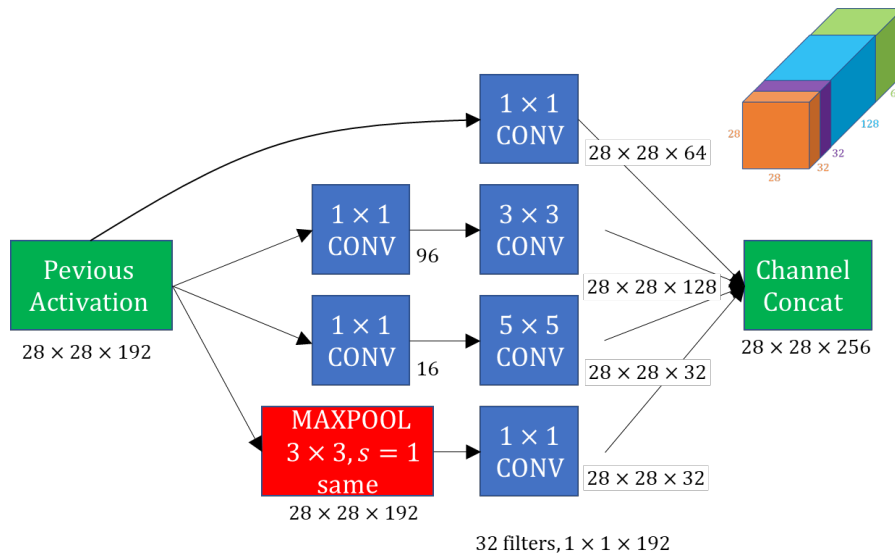 1 × 1
CONV
28 × 28 × 64
28
28
32
32
128
6
1 × 1
CONV
96
3 × 3
CONV
28 × 28 × 128
Pevious
Activation
28 × 28 × 192
1 × 1
CONV
16
5 × 5
CONV
28 × 28 × 32
Channel
Concat
28 × 28 × 256
MAXPOOL
3 × 3, s = 1
same
28 × 28 × 192
1 × 1
CONV
28 × 28 × 32
32 filters, 1 × 1 × 192